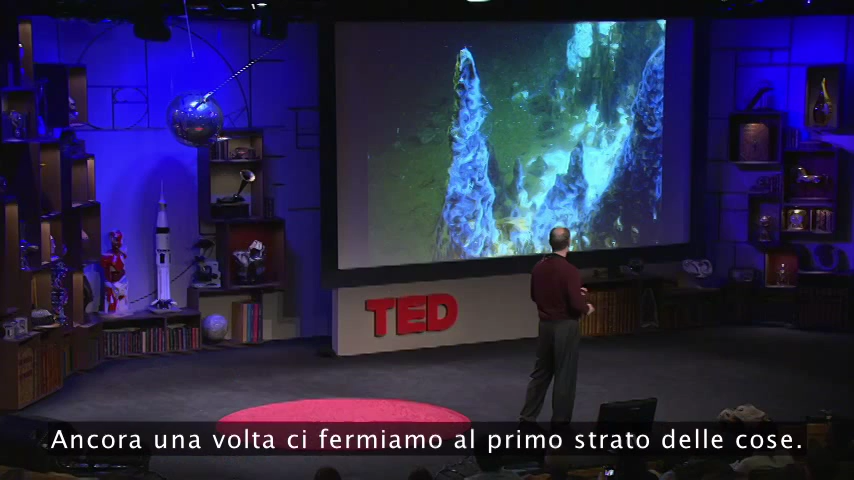 TED
Ancora una volta ci fermiamo al primo strato delle cose.